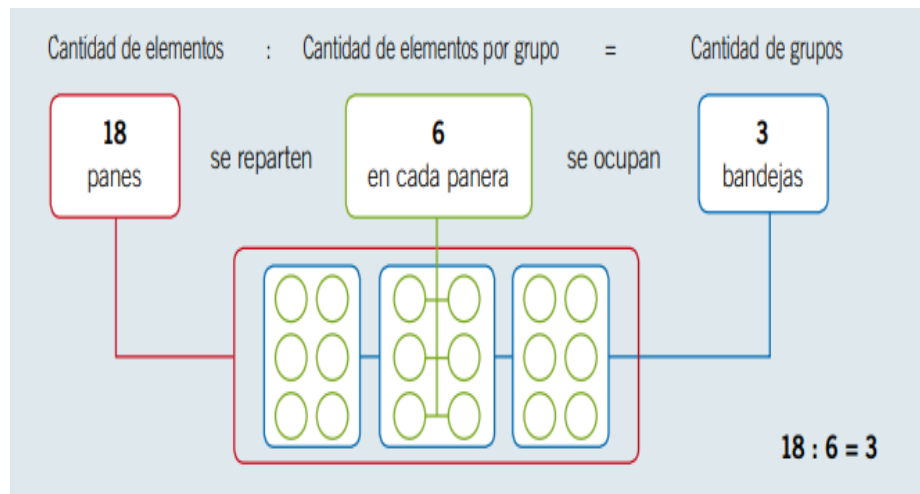 Cantidad de elementos : Cantidad de elementos por grupo = Cantidad de grupos
18
panes
se reparten
6
en cada panera
se ocupan
3
bandejas
18 : 6 = 3